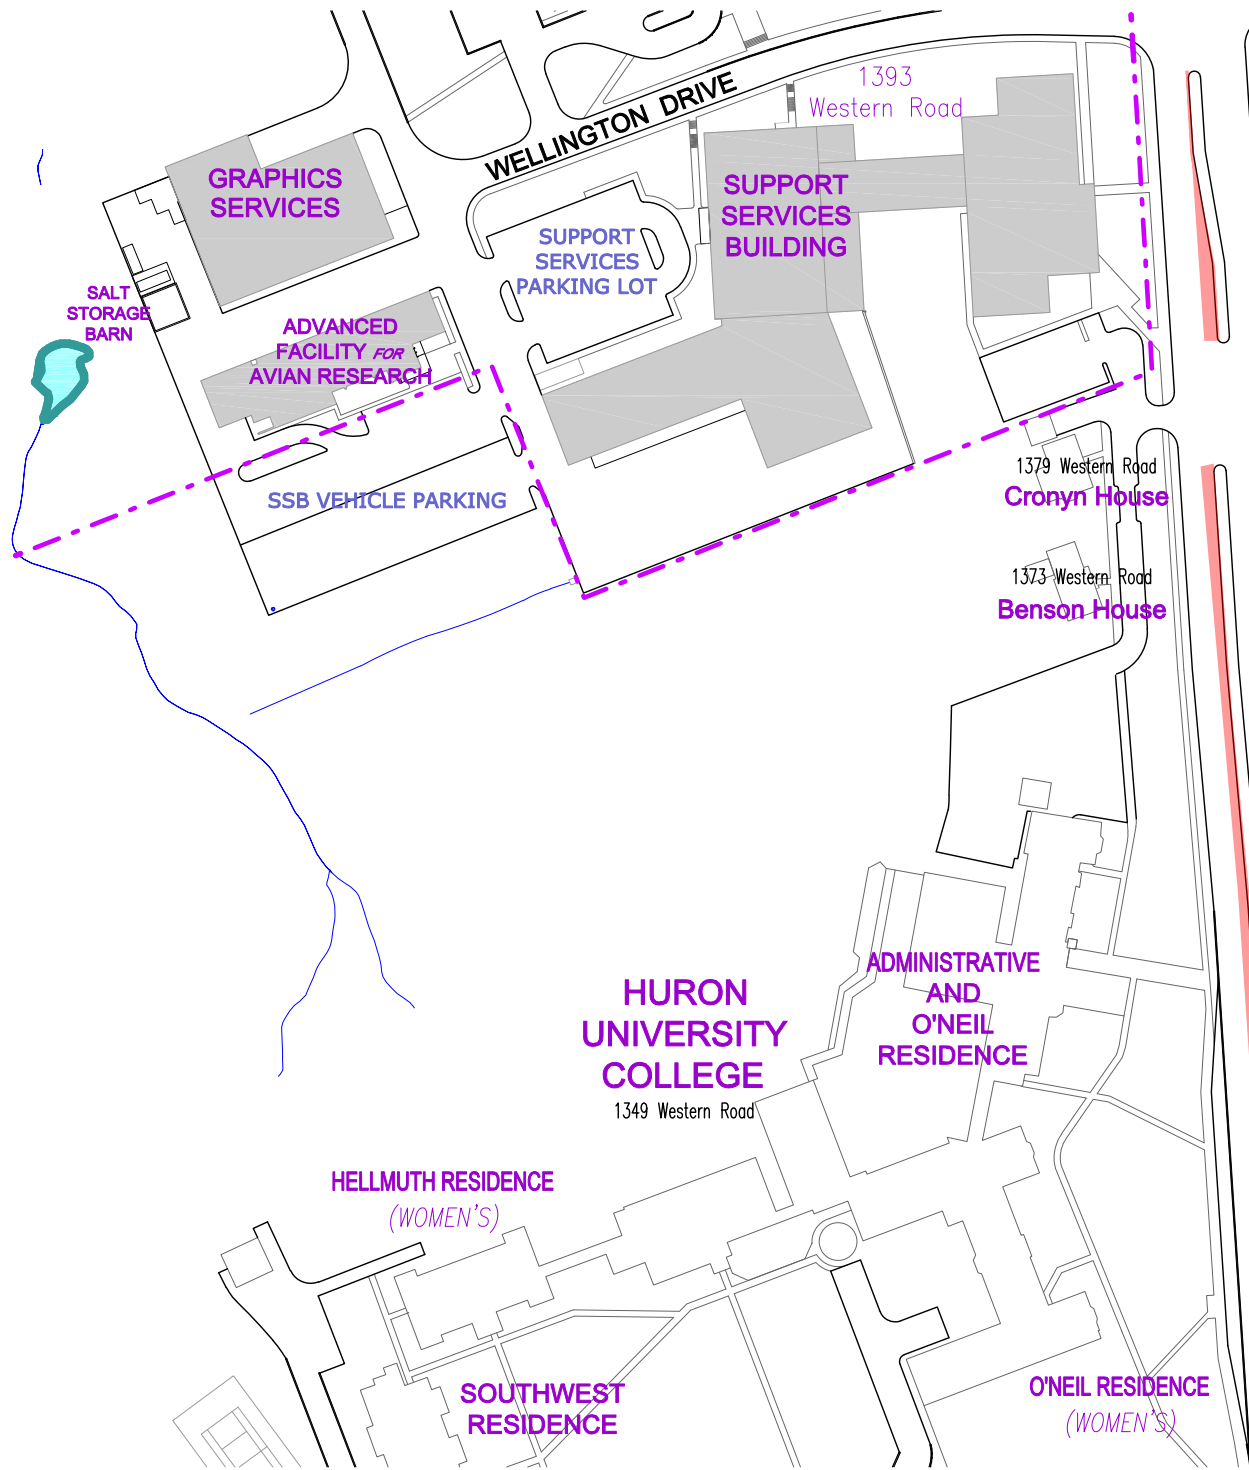 1393
Western Road
WELLINGTON DRIVE
GRAPHICS
SERVICES
SUPPORT
SERVICES
BUILDING
SUPPORT
SERVICES
PARKING LOT
SALT
STORAGE
BARN
ADVANCED
FACILITY FOR
AVIAN RESEARCH
SSB VEHICLE PARKING
1379 Western Road
Cronyn House
1373 Western Road
Benson House
ADMINISTRATIVE
AND
O'NEIL
RESIDENCE
HURON
UNIVERSITY
COLLEGE
1349 Western Road
HELLMUTH RESIDENCE
(WOMEN'S)
SOUTHWEST
RESIDENCE
O'NEIL RESIDENCE
(WOMEN'S)